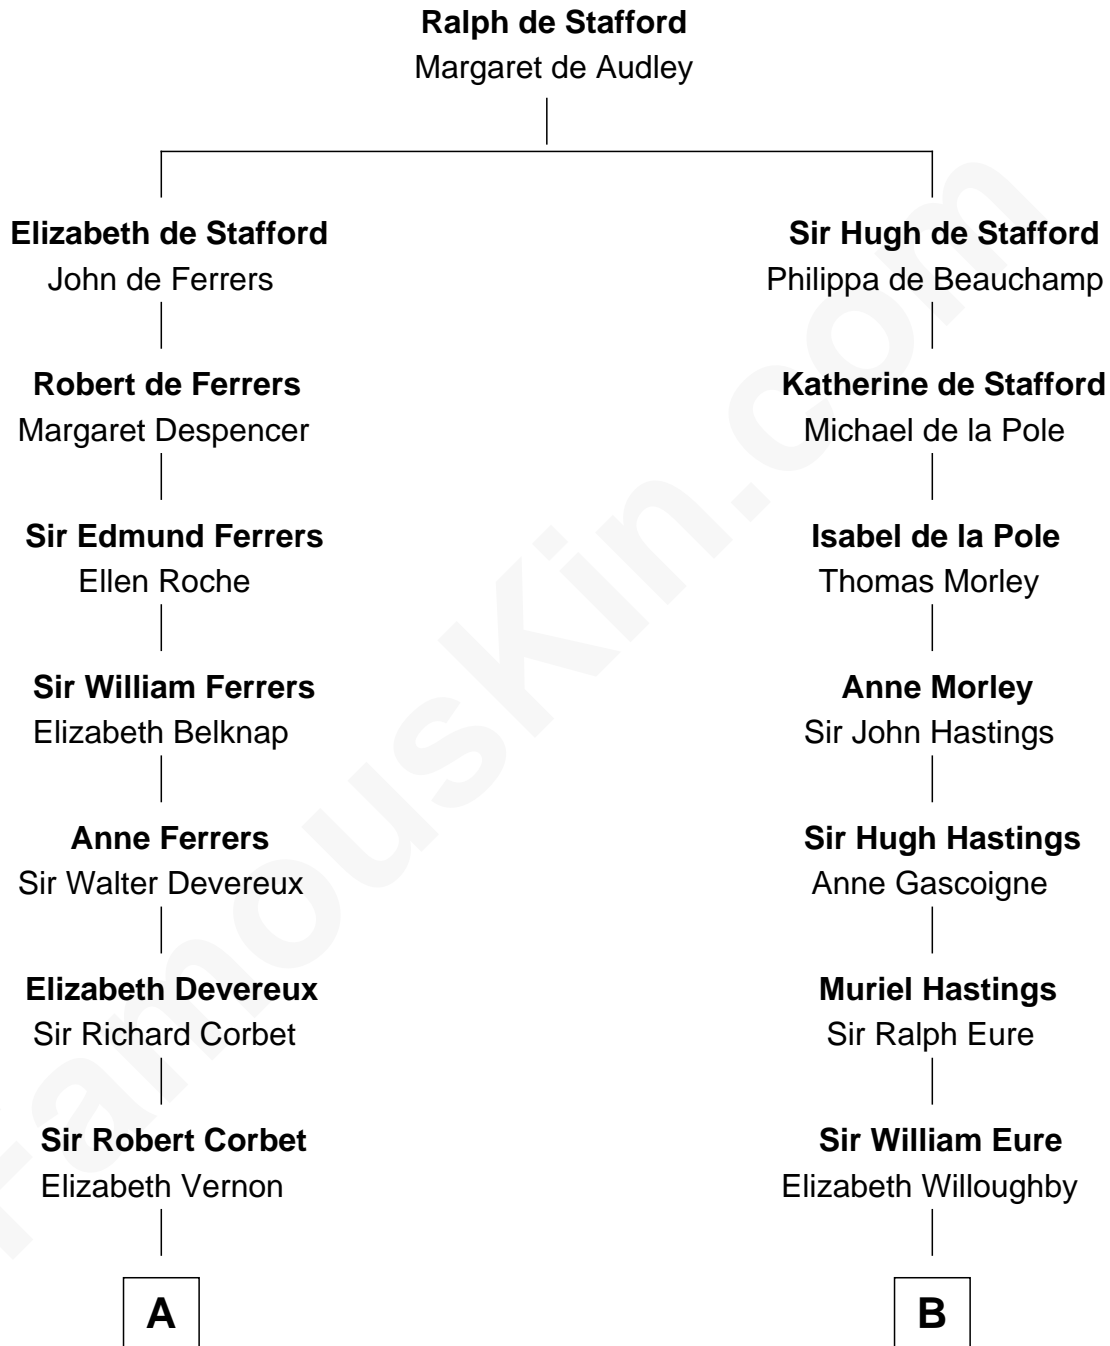 Ralph de Stafford
Margaret de Audley
Elizabeth de Stafford
John de Ferrers
Sir Hugh de Stafford
Philippa de Beauchamp
Robert de Ferrers
Margaret Despencer
Katherine de Stafford
Michael de la Pole
Sir Edmund Ferrers
Ellen Roche
Isabel de la Pole
Thomas Morley
Sir William Ferrers
Elizabeth Belknap
Anne Morley
Sir John Hastings
Anne Ferrers
Sir Walter Devereux
Sir Hugh Hastings
Anne Gascoigne
Elizabeth Devereux
Sir Richard Corbet
Muriel Hastings
Sir Ralph Eure
Sir Robert Corbet
Elizabeth Vernon
Sir William Eure
Elizabeth Willoughby
A
B
FamousKin.com